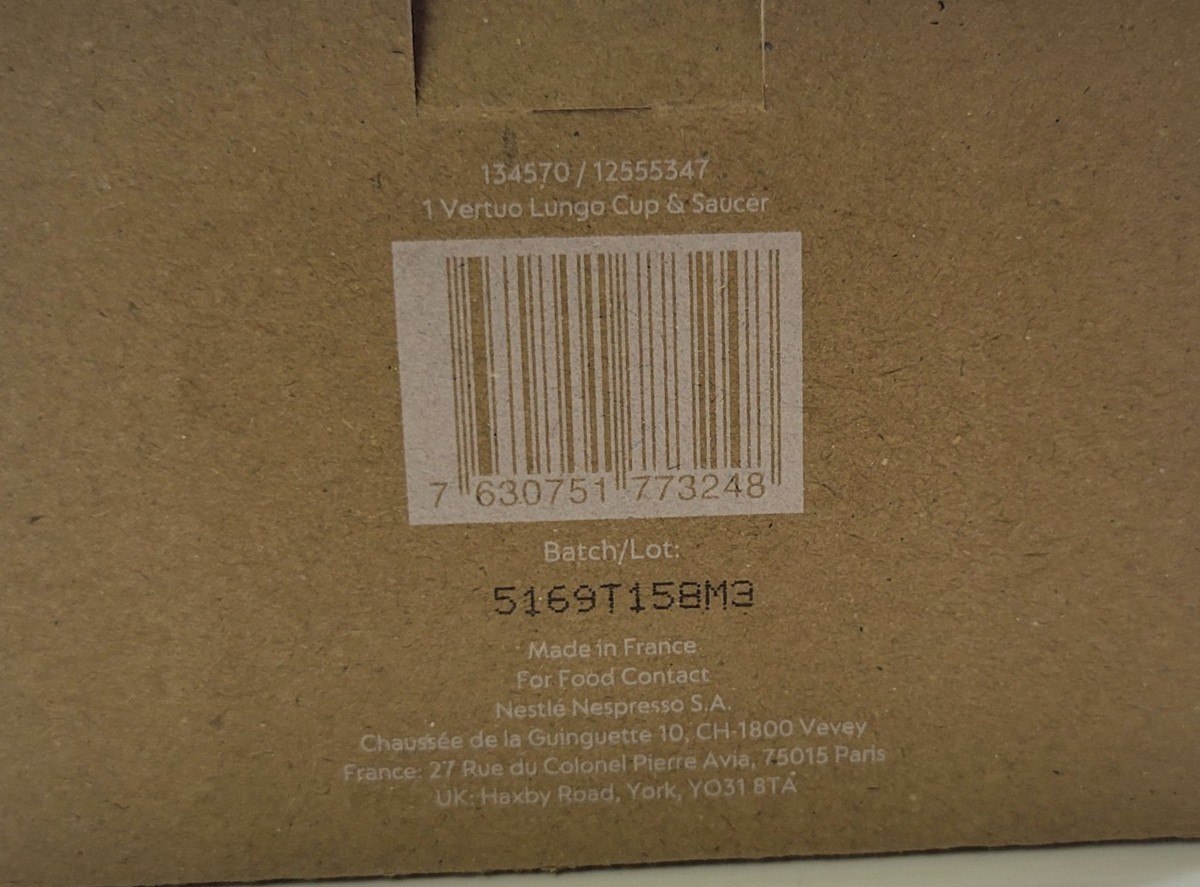 134570 / 12555347
1 Vertuo Lungo Cup & Saucer
7 630751 773248
Batch/Lot:
5169T158M3
Made in France
For Food Contact
Nestlé Nespresso S.A.
Chaussée de la Guinguette 10, CH-1800 Vevey
France: 27 Rue du Colonel Pierre Avia, 75015 Paris
UK: Haxby Road, York, YO31 8TA